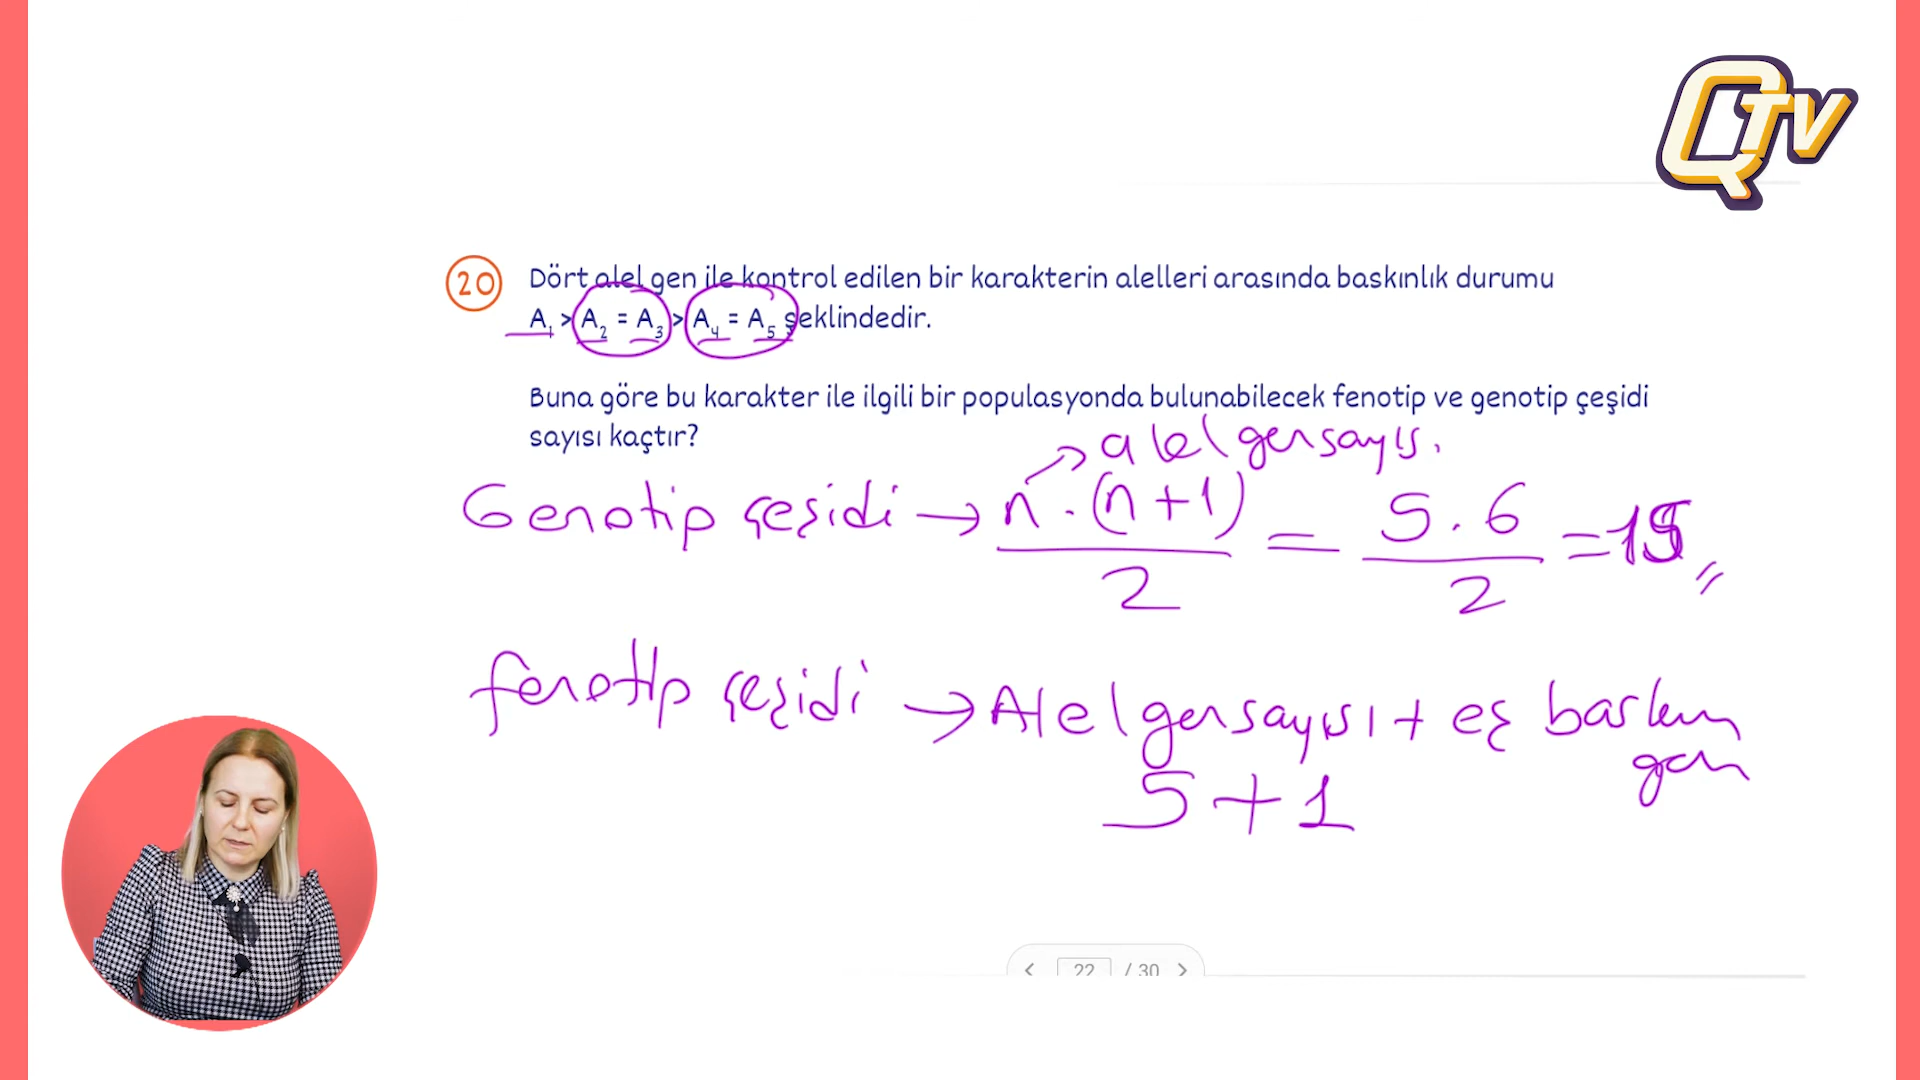 QTV
20 Dört alel gen ile kontrol edilen bir karakterin alelleri arasında baskınlık durumu
A₁ > A₂ = A₃ > A₄ = A₅ şeklindedir.
Buna göre bu karakter ile ilgili bir populasyonda bulunabilecek fenotip ve genotip çeşidi
sayısı kaçtır?
→ alel gen sayıs.
Genotip çeşidi → n . (n + 1) / 2 = 5 . 6 / 2 = 15 //
fenotip çeşidi → Alel gen sayısı + eş baskın
gen
5 + 1
< 22 / 30 >